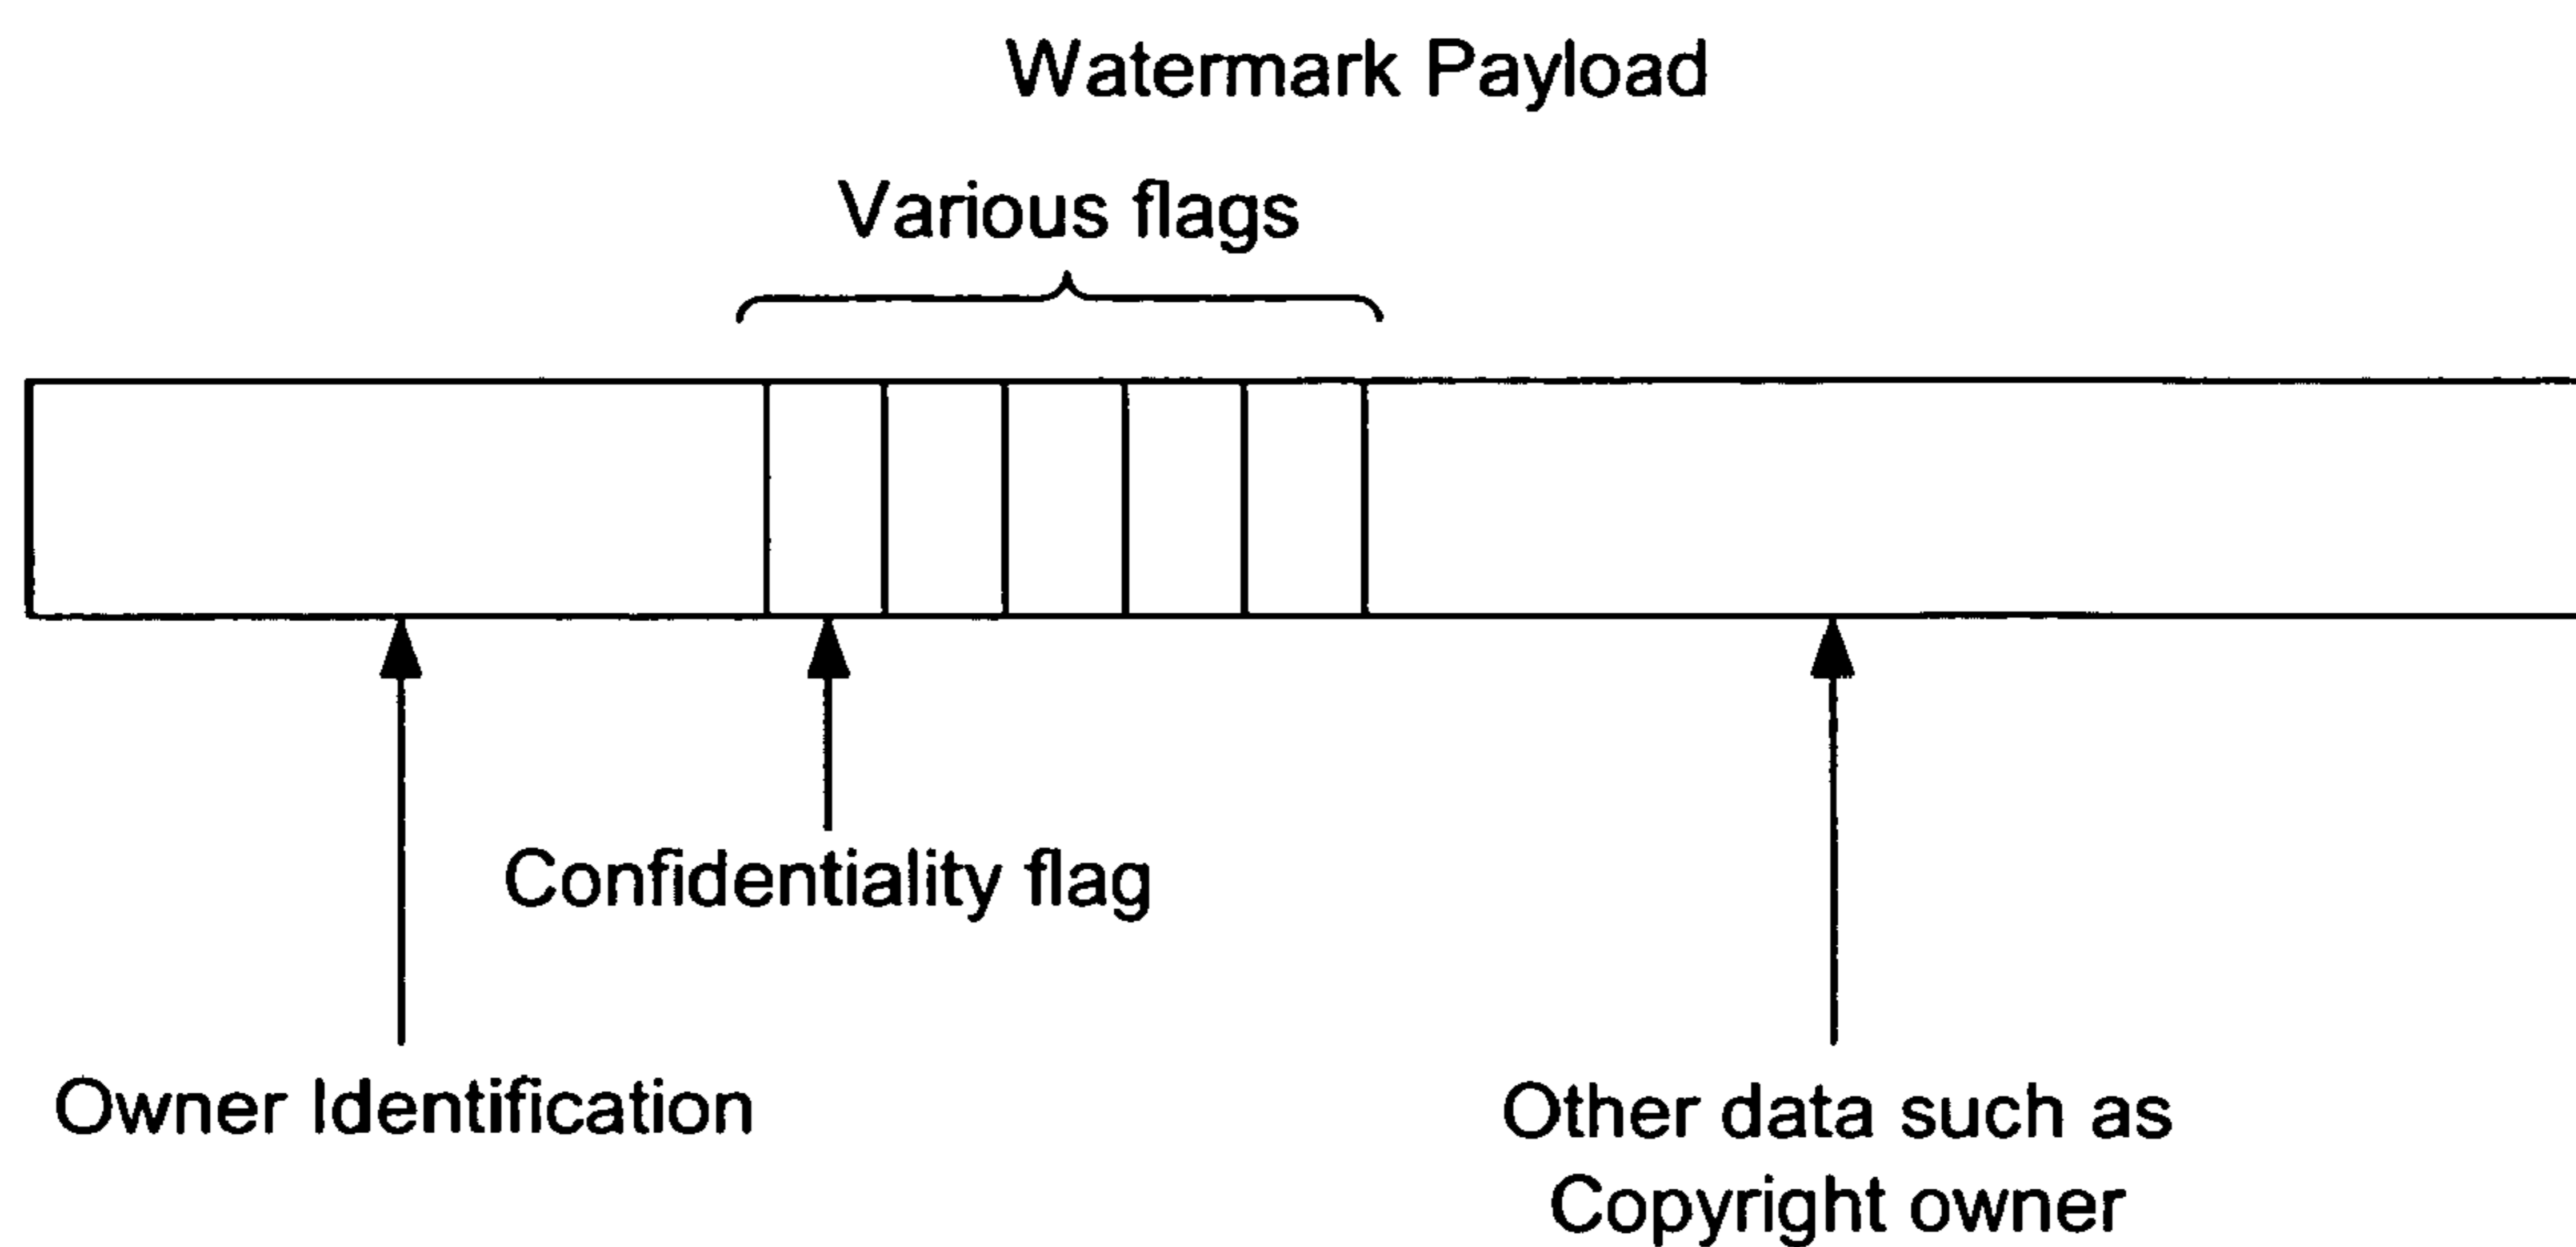 Watermark Payload
Various flags
Confidentiality flag
Owner Identification
Other data such as
Copyright owner